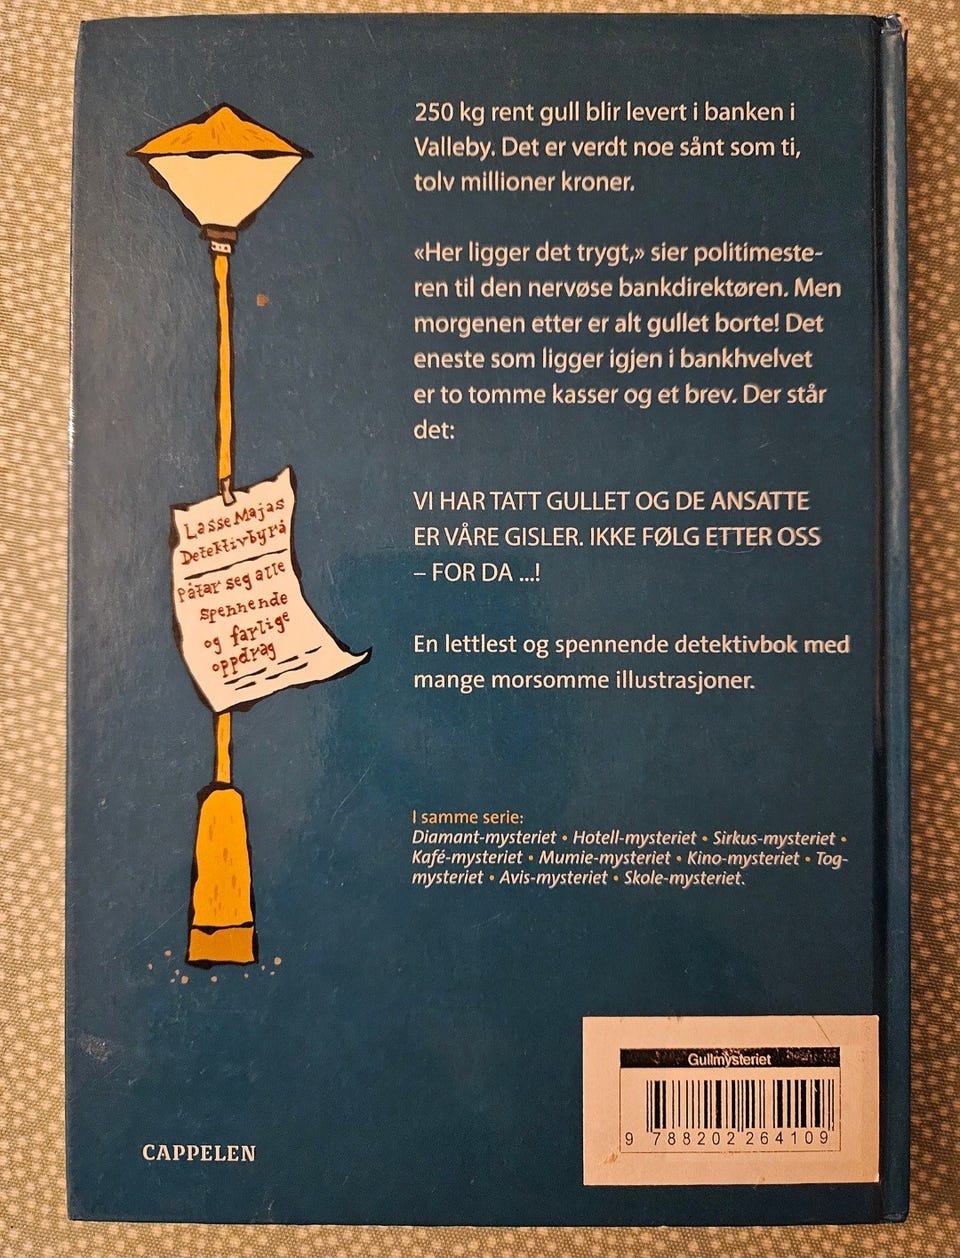 250 kg rent gull blir levert i banken i
Valleby. Det er verdt noe sånt som ti,
tolv millioner kroner.
«Her ligger det trygt,» sier politimeste-
ren til den nervøse bankdirektøren. Men
morgenen etter er alt gullet borte! Det
eneste som ligger igjen i bankhvelvet
er to tomme kasser og et brev. Der står
det:
VI HAR TATT GULLET OG DE ANSATTE
ER VÅRE GISLER. IKKE FØLG ETTER OSS
– FOR DA ...!
En lettlest og spennende detektivbok med
mange morsomme illustrasjoner.
LasseMajas
Detektivbyrå
påtar seg alle
spennende
og farlige
oppdrag
I samme serie:
Diamant-mysteriet • Hotell-mysteriet • Sirkus-mysteriet •
Kafé-mysteriet • Mumie-mysteriet • Kino-mysteriet • Tog-
mysteriet • Avis-mysteriet • Skole-mysteriet.
Gullmysteriet
9 788202 264109
CAPPELEN